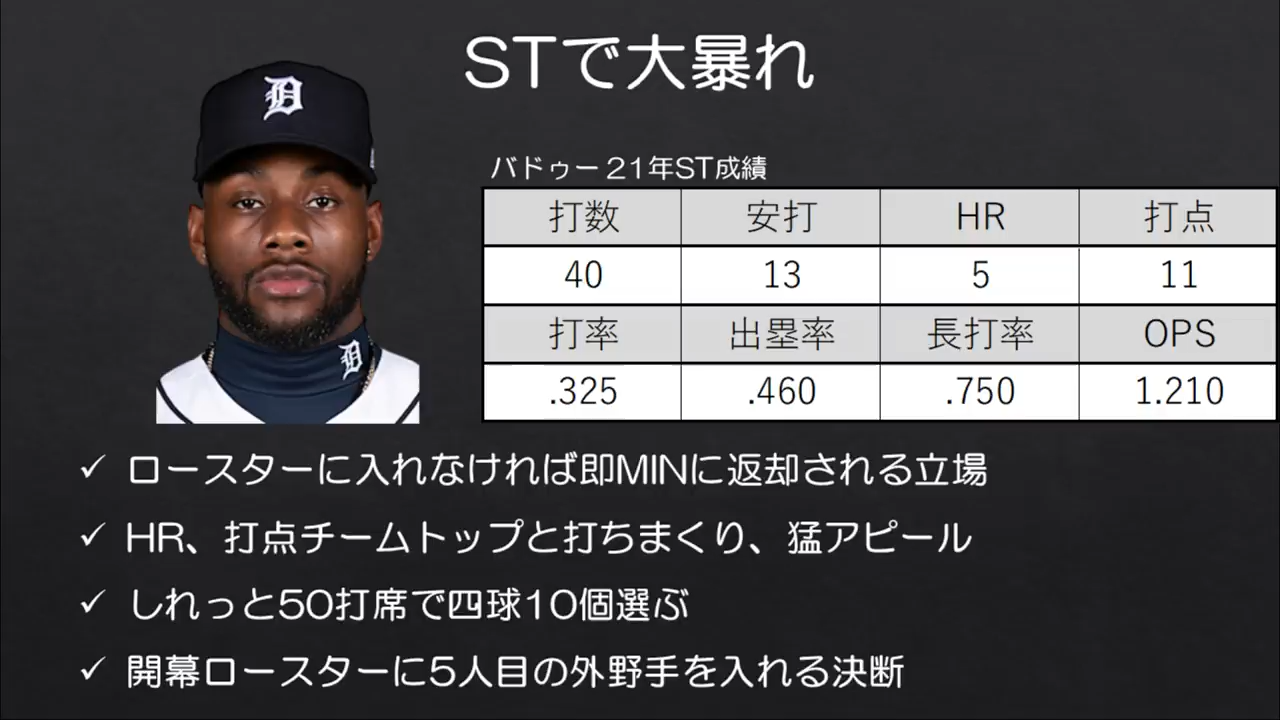 STで大暴れ
バドゥー 21年ST成績
打数 安打 HR 打点
40 13 5 11
打率 出塁率 長打率 OPS
.325 .460 .750 1.210
✓ ロースターに入れなければ即MINに返却される立場
✓ HR、打点チームトップと打ちまくり、猛アピール
✓ しれっと50打席で四球10個選ぶ
✓ 開幕ロースターに5人目の外野手を入れる決断
D
D